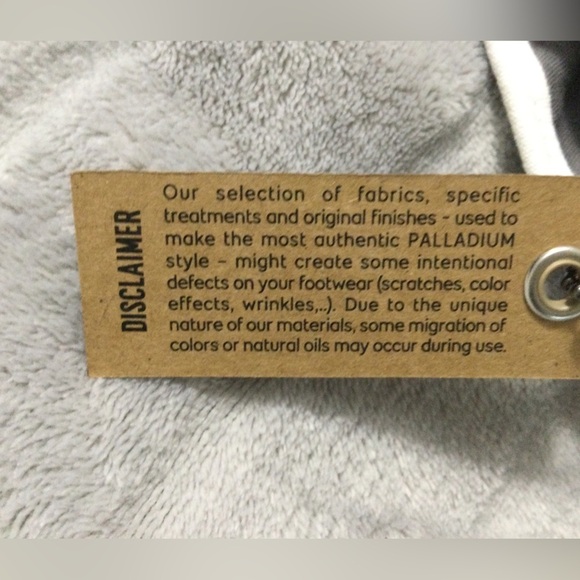 DISCLAIMER
Our selection of fabrics, specific
treatments and original finishes - used to
make the most authentic PALLADIUM
style - might create some intentional
defects on your footwear (scratches, color
effects, wrinkles,..). Due to the unique
nature of our materials, some migration of
colors or natural oils may occur during use.